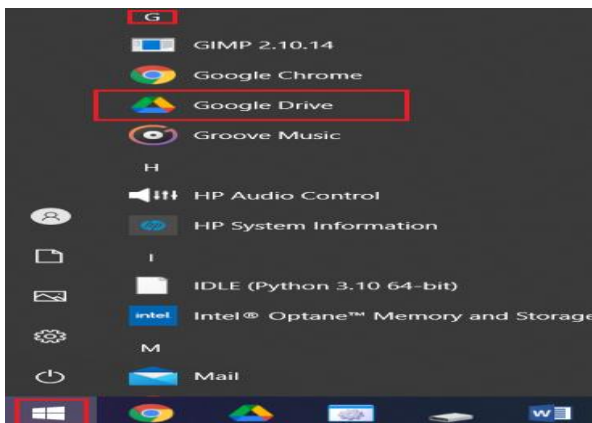 G
GIMP 2.10.14
Google Chrome
Google Drive
Groove Music
H
HP Audio Control
hp HP System Information
I
IDLE (Python 3.10 64-bit)
intel Intel® Optane™ Memory and Storage
M
Mail
W